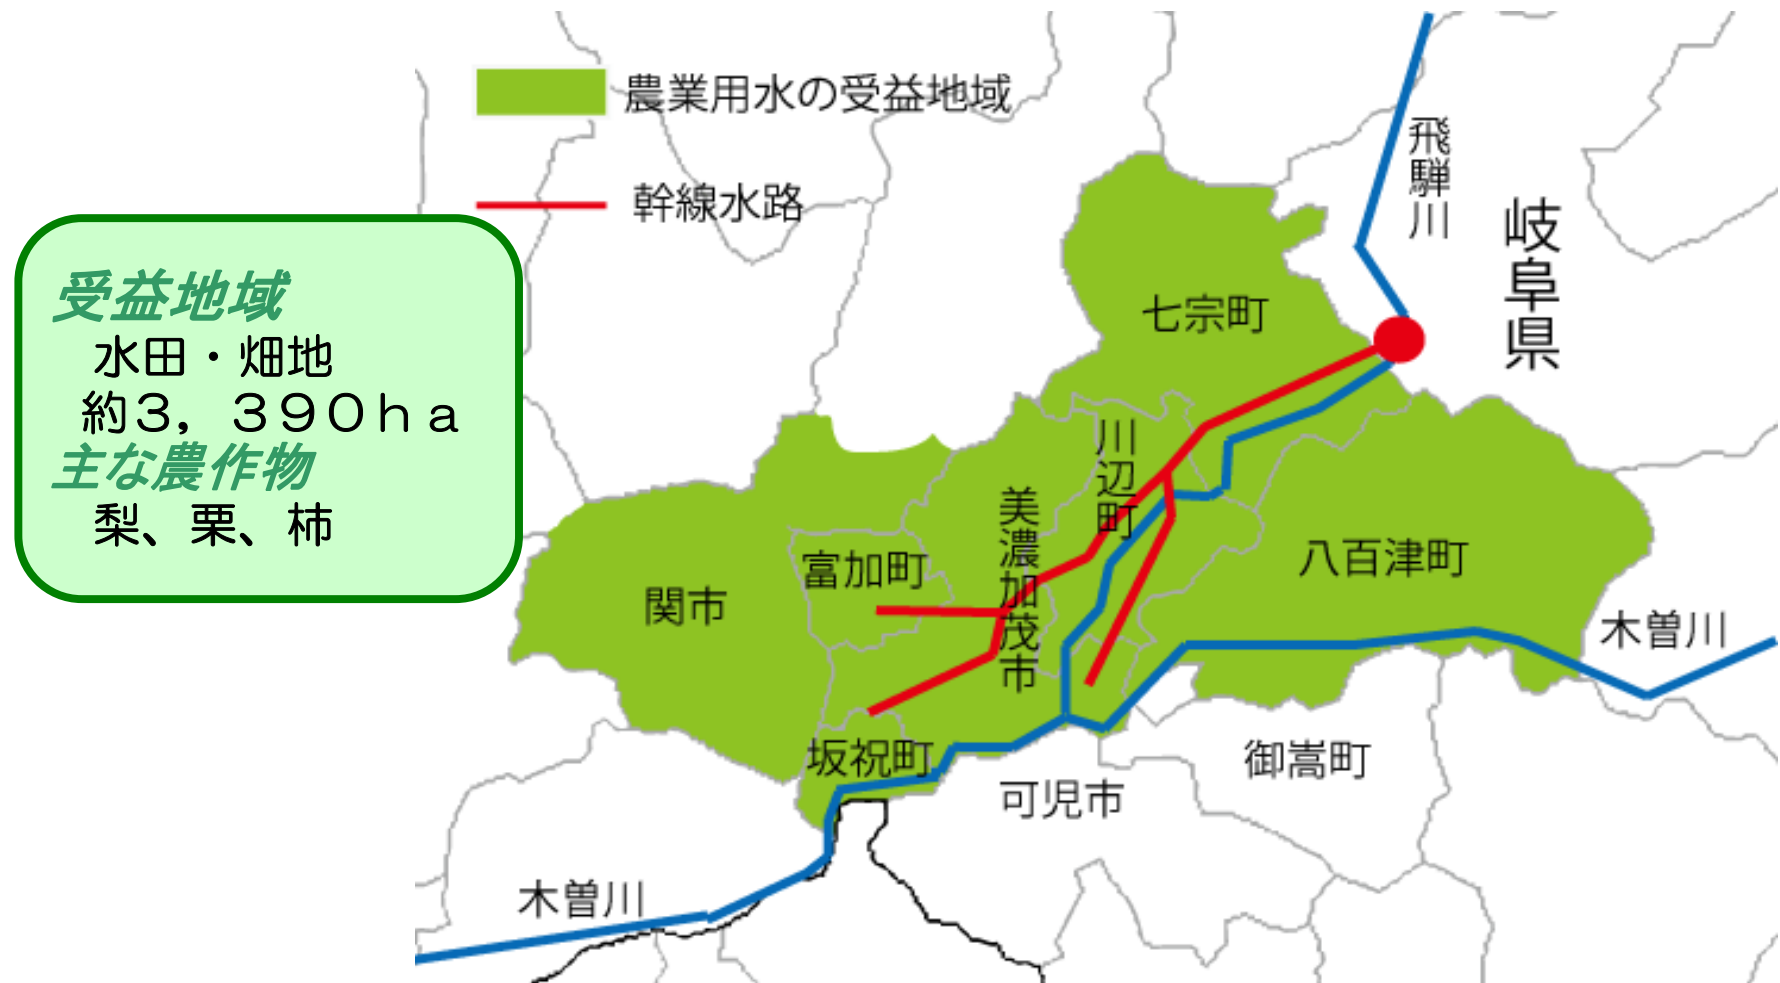 農業用水の受益地域
幹線水路
受益地域
水田・畑地
約3，390ｈａ
主な農作物
梨、栗、柿
飛騨川
岐阜県
七宗町
川辺町
美濃加茂市
富加町
関市
八百津町
木曽川
坂祝町
可児市
御嵩町
木曽川